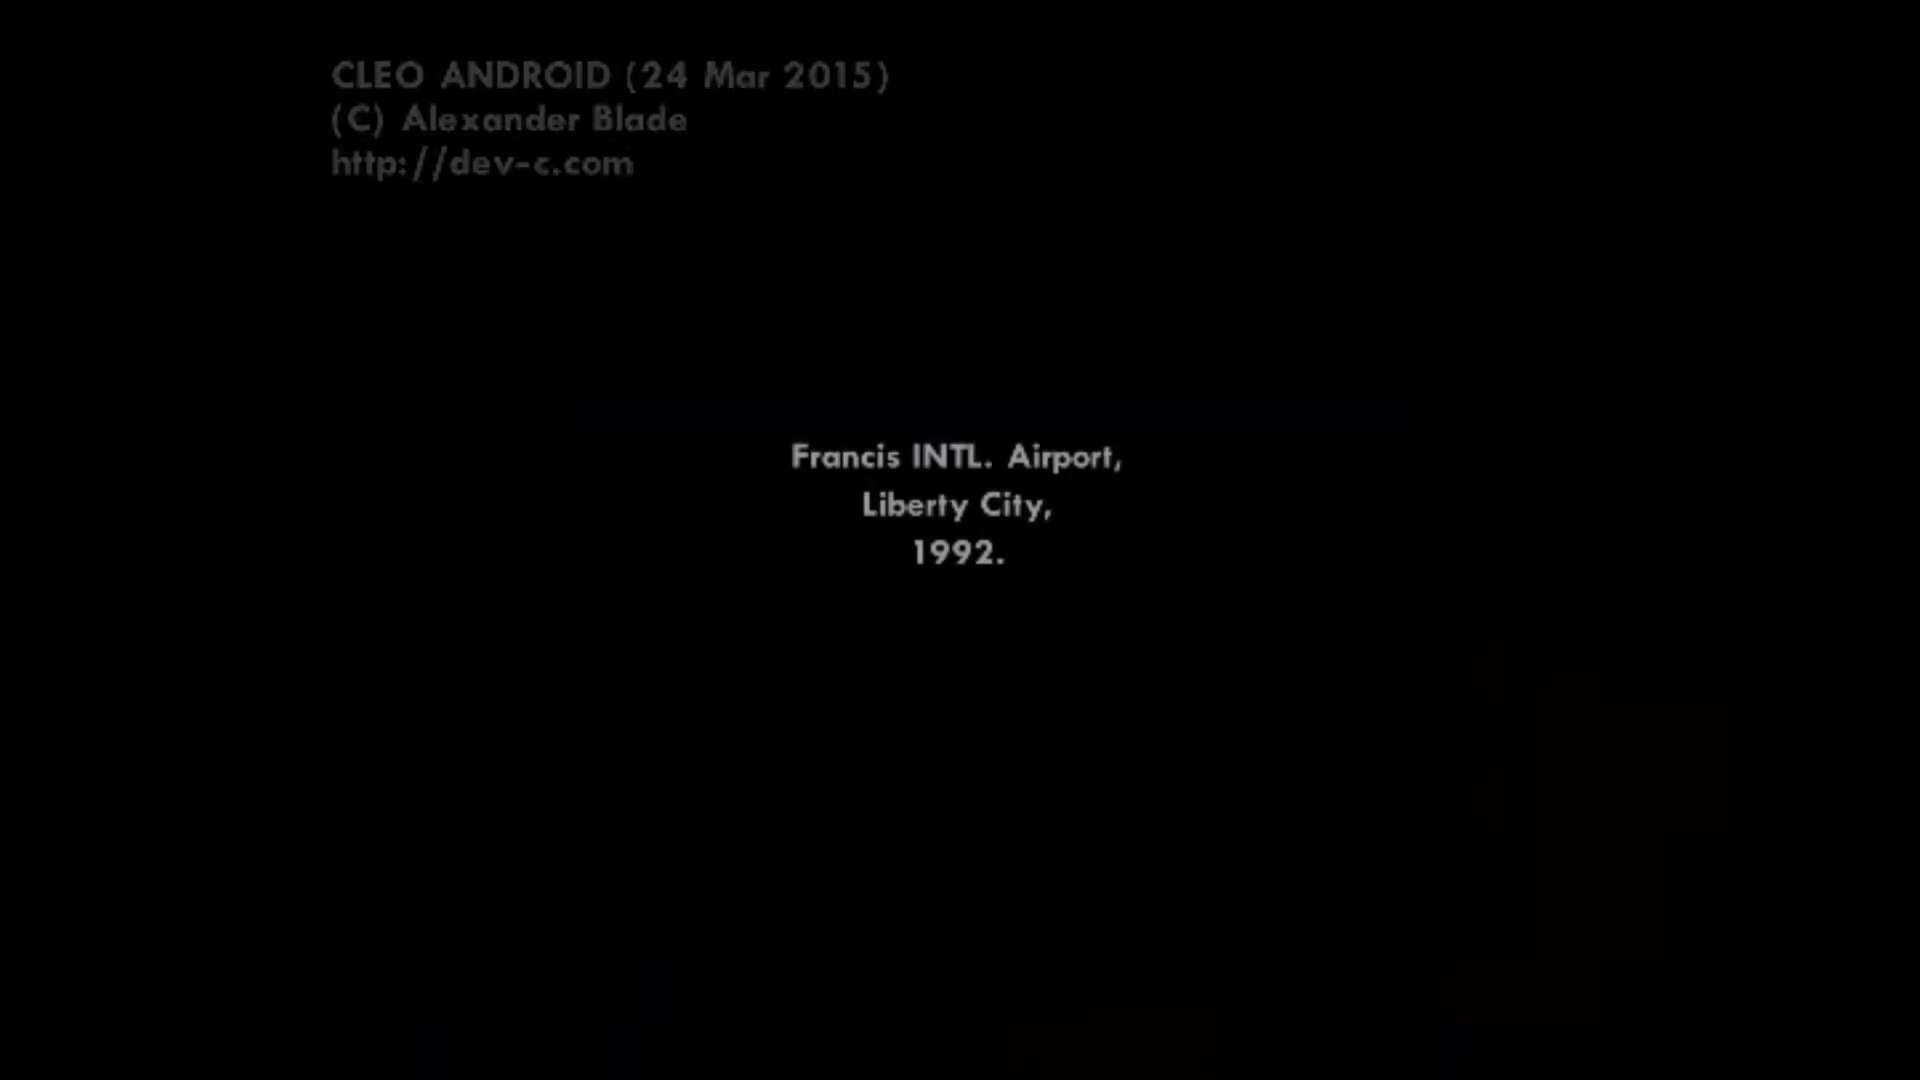 CLEO ANDROID (24 Mar 2015)
(C) Alexander Blade
http://dev-c.com
Francis INTL. Airport,
Liberty City,
1992.